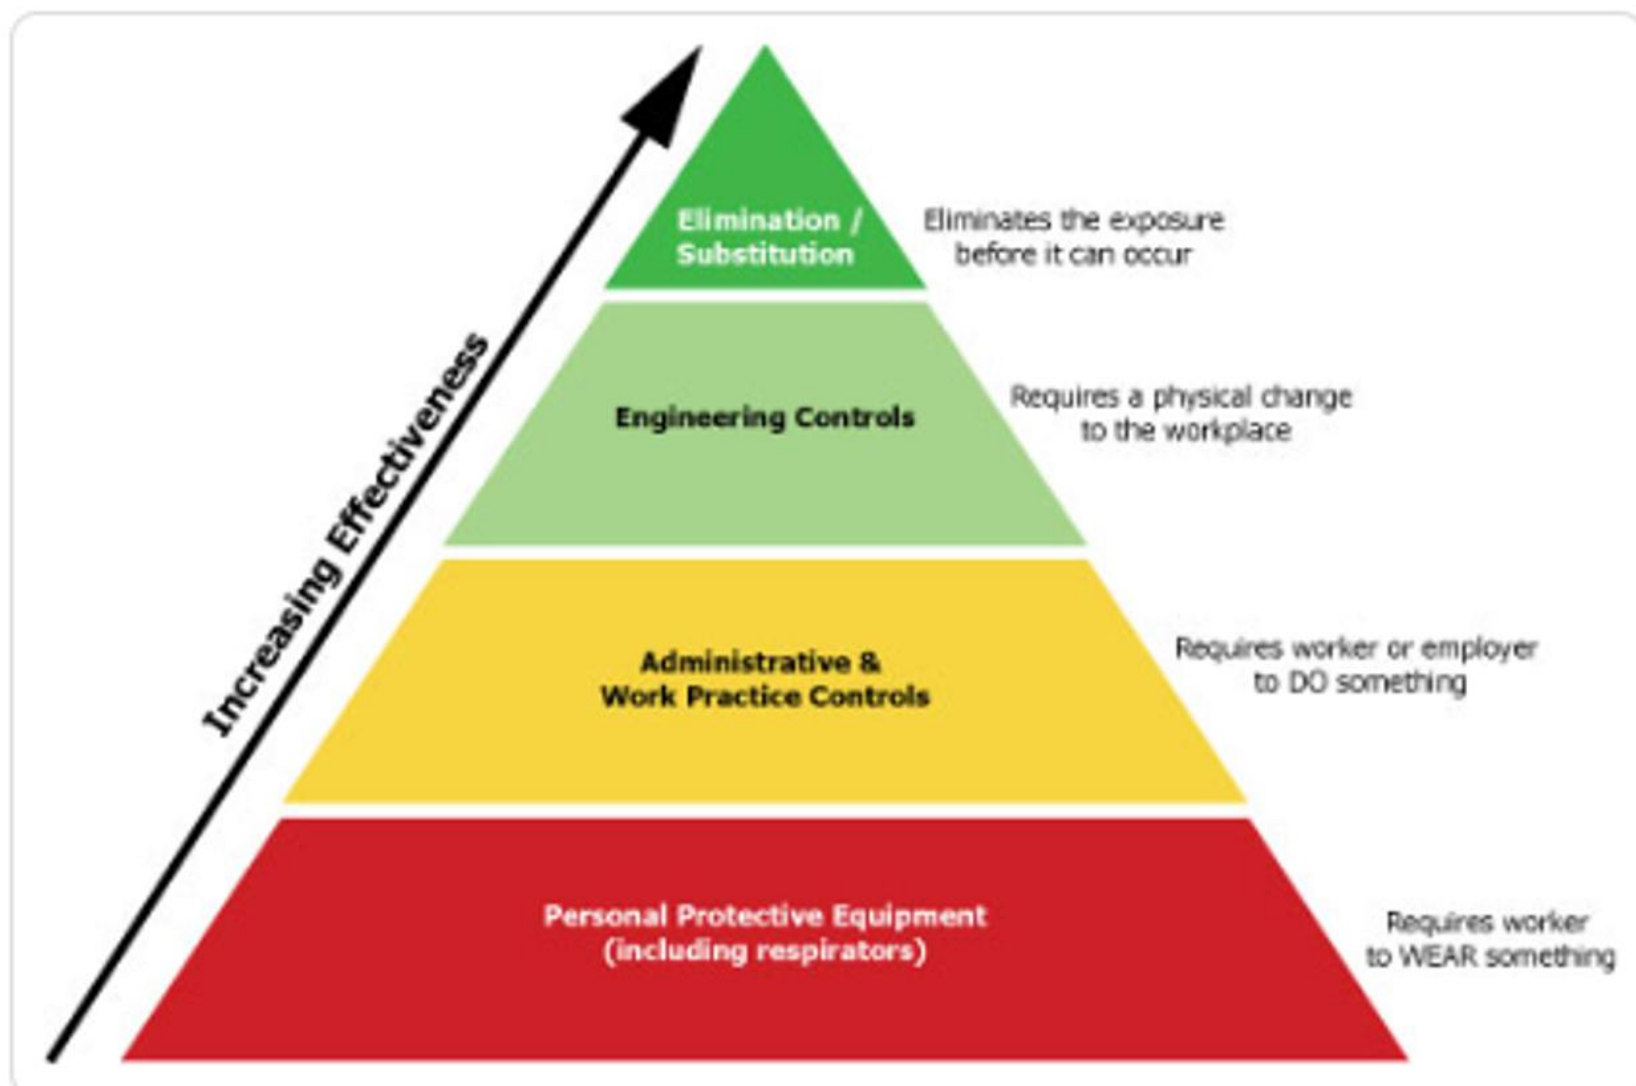 Increasing Effectiveness
Elimination /
Substitution
Eliminates the exposure
before it can occur
Engineering Controls
Requires a physical change
to the workplace
Administrative &
Work Practice Controls
Requires worker or employer
to DO something
Personal Protective Equipment
(including respirators)
Requires worker
to WEAR something